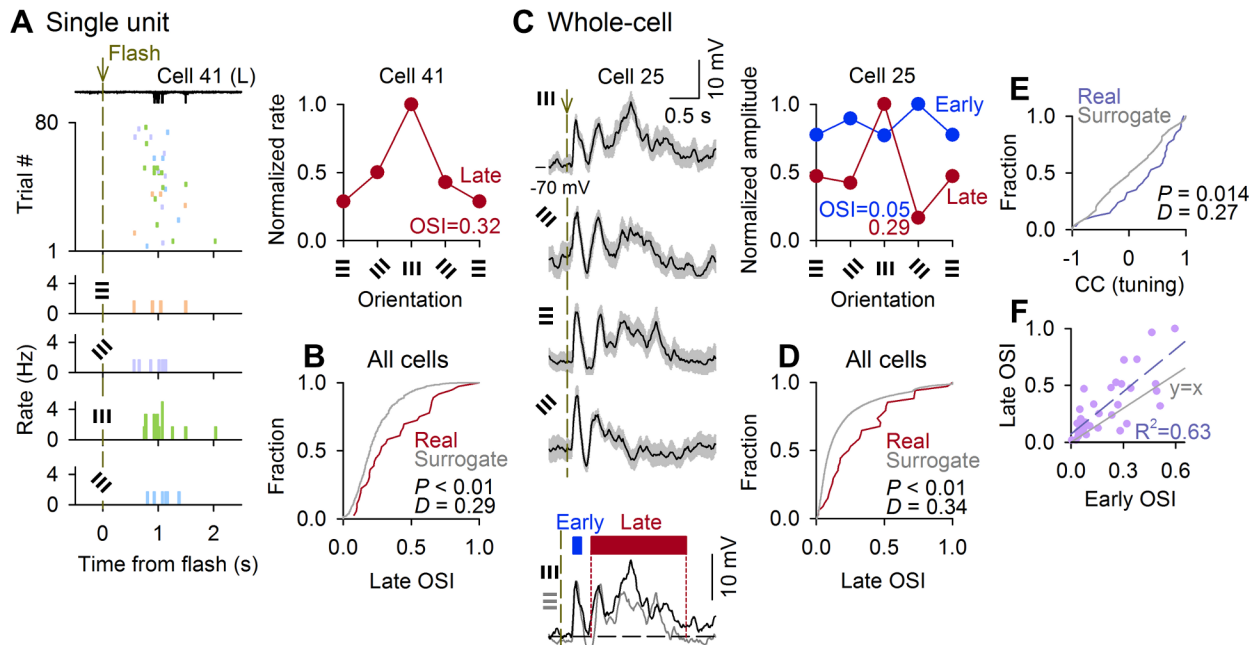 A Single unit
Flash
Cell 41 (L)
80
Trial #
1
4
0
4
0
4
0
4
0
Rate (Hz)
0 1 2
Time from flash (s)
Cell 41
1.0
0.5
0.0
Normalized rate
Late
OSI=0.32
Orientation
B All cells
1.0
0.5
0.0
Fraction
Real
Surrogate
P < 0.01
D = 0.29
0.0 0.5 1.0
Late OSI
C Whole-cell
Cell 25
10 mV
0.5 s
-70 mV
Early Late
10 mV
Cell 25
1.0
0.5
0.0
Normalized amplitude
Early
Late
OSI=0.05
0.29
Orientation
D All cells
1.0
0.5
0.0
Fraction
Real
Surrogate
P < 0.01
D = 0.34
0.0 0.5 1.0
Late OSI
E
Real
Surrogate
1.0
0.5
0.0
Fraction
P = 0.014
D = 0.27
-1 0 1
CC (tuning)
F
1.0
0.5
0.0
Late OSI
y=x
R²=0.63
0.0 0.3 0.6
Early OSI